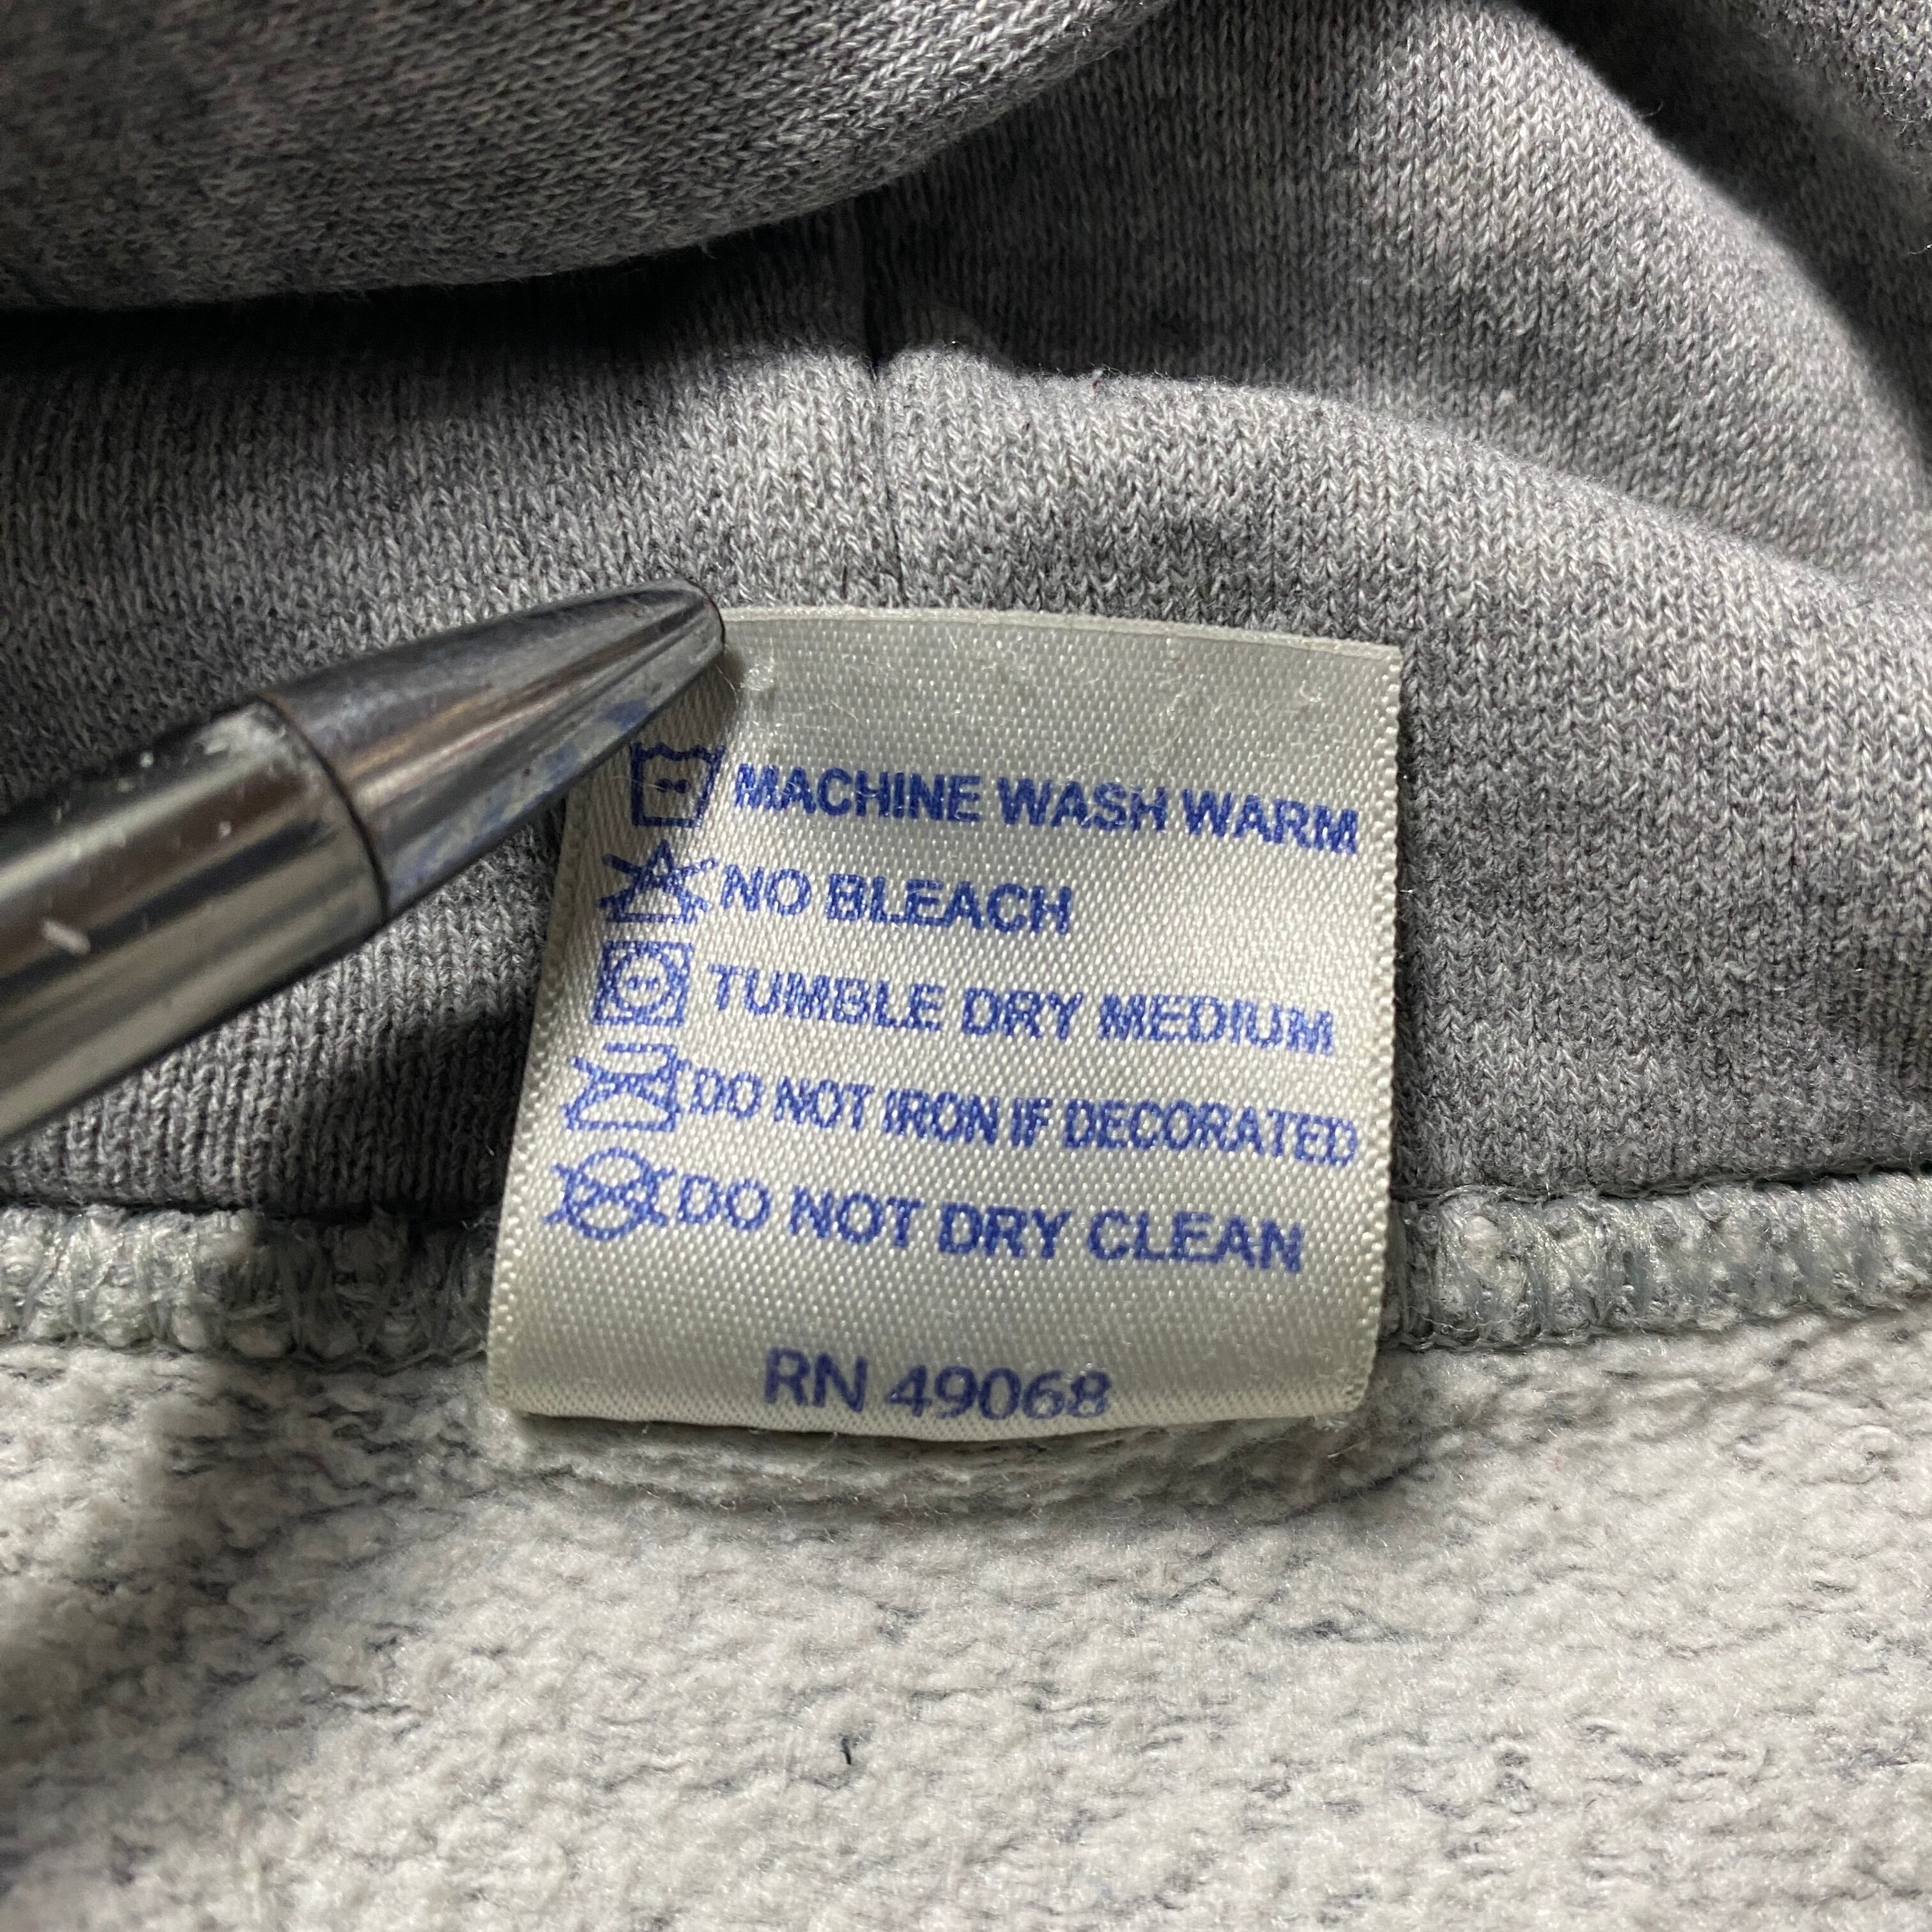 MACHINE WASH WARM
NO BLEACH
TUMBLE DRY MEDIUM
DO NOT IRON IF DECORATED
DO NOT DRY CLEAN
RN 49068